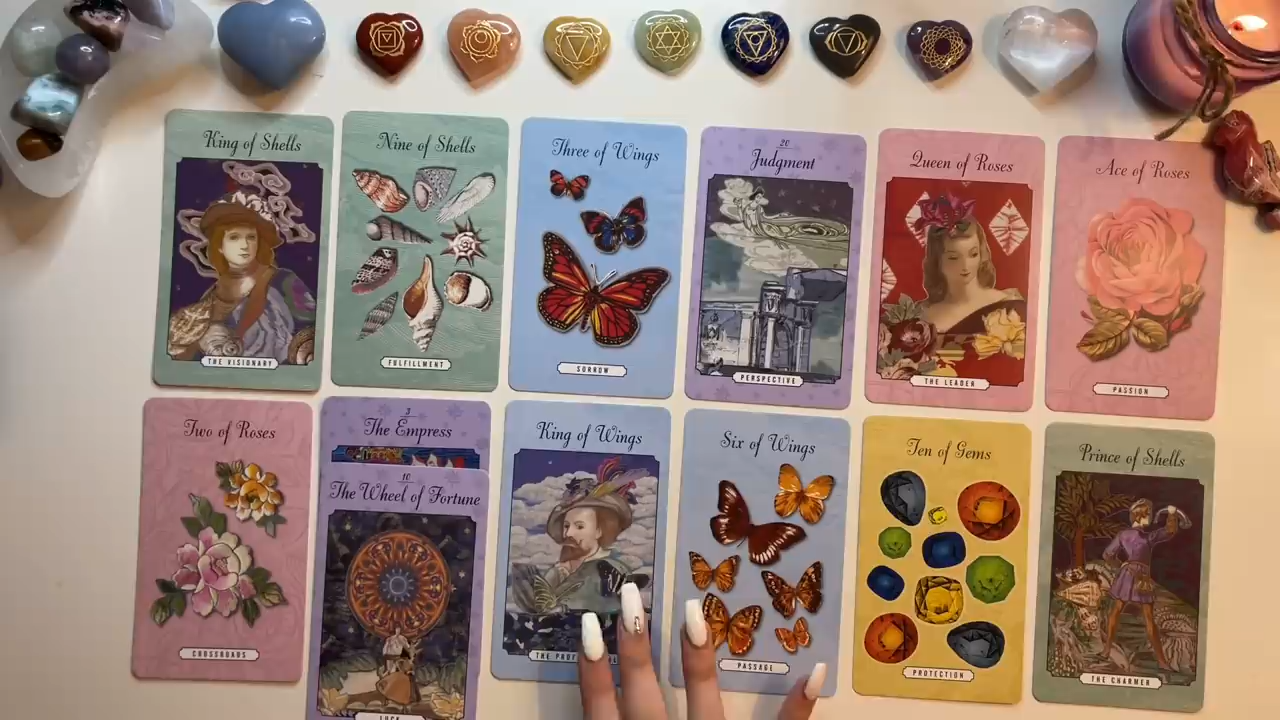 King of Shells
THE VISIONARY
Nine of Shells
FULFILLMENT
Three of Wings
SORROW
20
Judgment
PERSPECTIVE
Queen of Roses
THE LEADER
Ace of Roses
PASSION
Two of Roses
CROSSROADS
3
The Empress
10
The Wheel of Fortune
LUCK
King of Wings
THE
Six of Wings
PASSAGE
Ten of Gems
PROTECTION
Prince of Shells
THE CHARMER